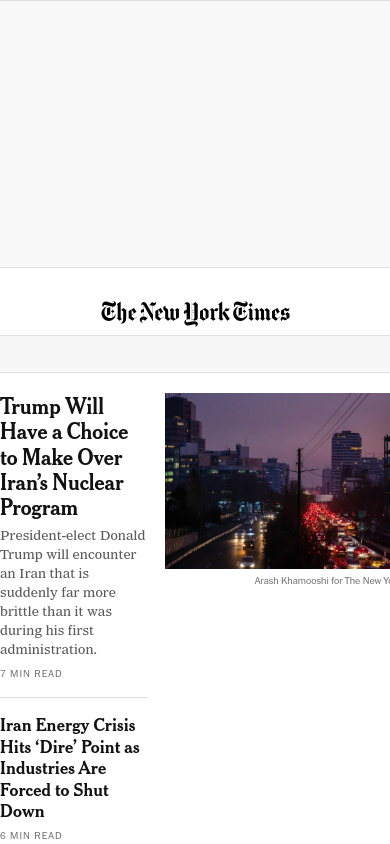 The New York Times
Trump Will
Have a Choice
to Make Over
Iran’s Nuclear
Program
President-elect Donald
Trump will encounter
an Iran that is
suddenly far more
brittle than it was
during his first
administration.
7 MIN READ
Arash Khamooshi for The New Yo
Iran Energy Crisis
Hits ‘Dire’ Point as
Industries Are
Forced to Shut
Down
6 MIN READ